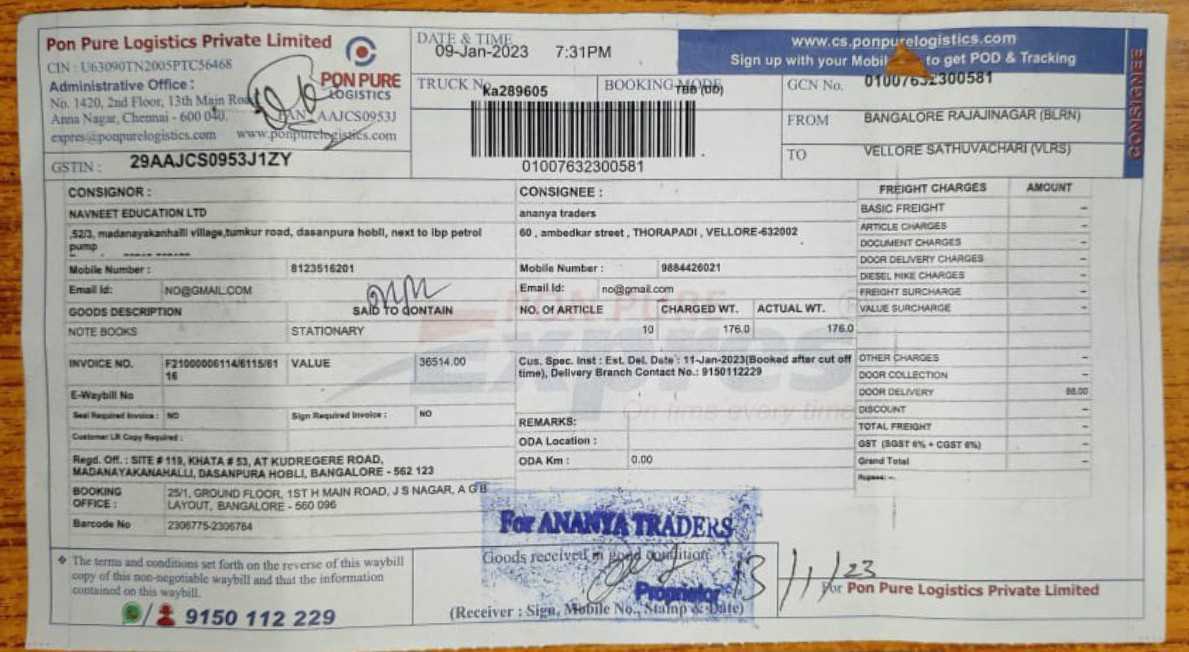 Pon Pure Logistics Private Limited
CIN : U63090TN2005PTC56468
Administrative Office :
No. 1420, 2nd Floor, 13th Main Road
Anna Nagar, Chennai - 600 040.
PAN : AAJCS0953J
expres@ponpurelogistics.com www.ponpurelogistics.com
PON PURE
LOGISTICS
GSTIN : 29AAJCS0953J1ZY
DATE & TIME
09-Jan-2023 7:31PM
TRUCK No. ka289605
BOOKING MODE TBB (DD)
01007632300581
www.cs.ponpurelogistics.com
Sign up with your Mobile to get POD & Tracking
GCN No. 01007632300581
FROM BANGALORE RAJAJINAGAR (BLRN)
TO VELLORE SATHUVACHARI (VLRS)
CONSIGNEE
CONSIGNOR :
NAVNEET EDUCATION LTD
,52/3, madanayakanhalli village,tumkur road, dasanpura hobli, next to ibp petrol
pump
Mobile Number : 8123516201
Email Id: NO@GMAIL.COM
GOODS DESCRIPTION SAID TO CONTAIN
NOTE BOOKS STATIONARY
INVOICE NO. F21000006114/6115/61
16
VALUE 36514.00
E-Waybill No
Seal Required Invoice : NO Sign Required Invoice : NO
Customer LR Copy Required :
Regd. Off. : SITE # 119, KHATA # 53, AT KUDREGERE ROAD,
MADANAYAKANAHALLI, DASANPURA HOBLI, BANGALORE - 562 123
BOOKING
OFFICE :
25/1, GROUND FLOOR, 1ST H MAIN ROAD, J S NAGAR, A G B
LAYOUT, BANGALORE - 560 096
Barcode No 2306775-2306784
CONSIGNEE :
ananya traders
60 , ambedkar street , THORAPADI , VELLORE-632002
Mobile Number : 9884426021
Email Id: no@gmail.com
NO. Of ARTICLE CHARGED WT. ACTUAL WT.
10 176.0 176.0
Cus. Spec. Inst : Est. Del. Date : 11-Jan-2023(Booked after cut off
time), Delivery Branch Contact No.: 9150112229
REMARKS:
ODA Location :
ODA Km : 0.00
PON PURE
Expres
On time every time
FREIGHT CHARGES AMOUNT
BASIC FREIGHT -
ARTICLE CHARGES -
DOCUMENT CHARGES -
DOOR DELIVERY CHARGES -
DIESEL HIKE CHARGES -
FREIGHT SURCHARGE -
VALUE SURCHARGE -
OTHER CHARGES -
DOOR COLLECTION -
DOOR DELIVERY 88.00
DISCOUNT -
TOTAL FREIGHT -
GST (SGST 6% + CGST 6%) -
Grand Total -
Rupees: --
❖ The terms and conditions set forth on the reverse of this waybill
copy of this non-negotiable waybill and that the information
contained on this waybill.
9150 112 229
For ANANYA TRADERS
Goods received in good condition
Proprietor
(Receiver : Sign, Mobile No., Stamp & Date)
13/1/23
For Pon Pure Logistics Private Limited